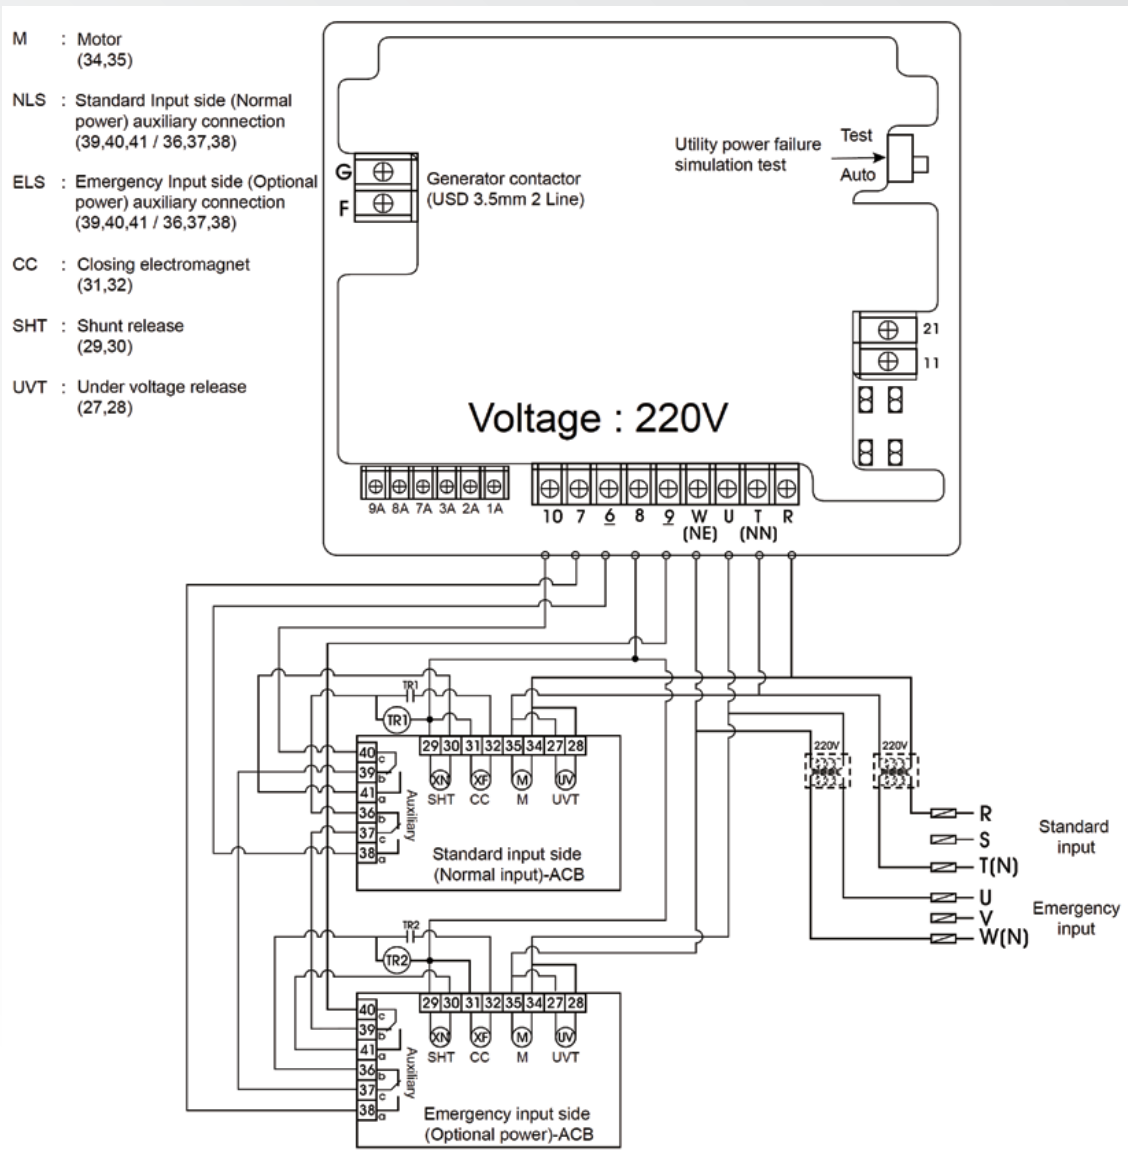 M : Motor
(34,35)
NLS : Standard Input side (Normal
power) auxiliary connection
(39,40,41 / 36,37,38)
ELS : Emergency Input side (Optional
power) auxiliary connection
(39,40,41 / 36,37,38)
CC : Closing electromagnet
(31,32)
SHT : Shunt release
(29,30)
UVT : Under voltage release
(27,28)
G
F
Generator contactor
(USD 3.5mm 2 Line)
Utility power failure
simulation test
Test
Auto
21
11
Voltage : 220V
9A 8A 7A 3A 2A 1A
10 7 6 8 9 W U T R
(NE) (NN)
TR1
TR1
29 30 31 32 35 34 27 28
XN XF M UV
SHT CC M UVT
40 c
39 b
41 a
36 b
37 c
38 a
Auxiliary
Standard input side
(Normal input)-ACB
220V 220V
R
S
T(N)
Standard
input
U
V
W(N)
Emergency
input
TR2
TR2
29 30 31 32 35 34 27 28
XN XF M UV
SHT CC M UVT
40 c
39 b
41 a
36 b
37 c
38 a
Auxiliary
Emergency input side
(Optional power)-ACB